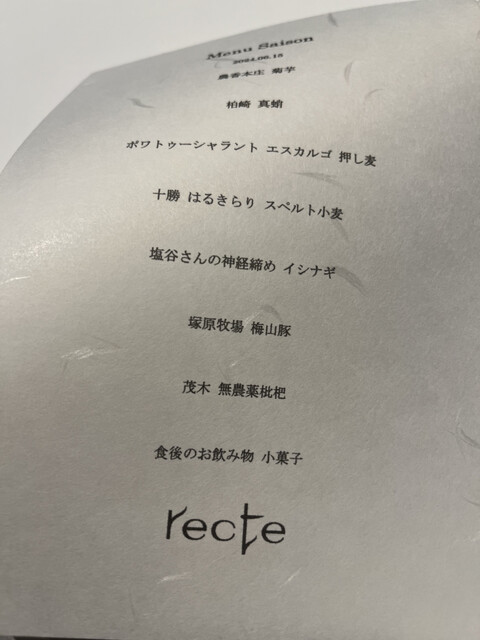 Menu Saison
2024.06.18
農香本庄 菊芋
柏崎 真蛸
ポワトゥーシャラント エスカルゴ 押し麦
十勝 はるきらり スペルト小麦
塩谷さんの神経締め イシナギ
塚原牧場 梅山豚
茂木 無農薬枇杷
食後のお飲み物 小菓子
recte